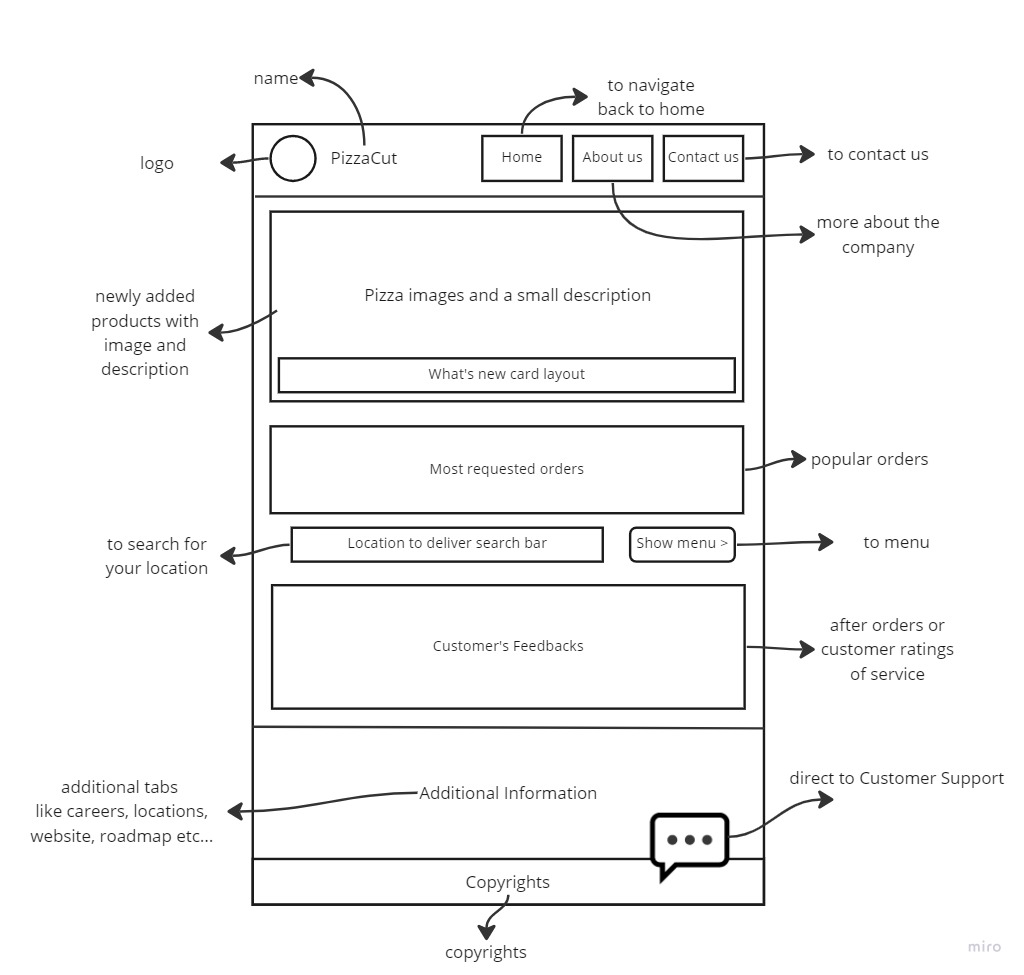 name
to navigate
back to home
logo
PizzaCut
Home
About us
Contact us
to contact us
more about the
company
newly added
products with
image and
description
Pizza images and a small description
What's new card layout
Most requested orders
popular orders
to search for
your location
Location to deliver search bar
Show menu >
to menu
Customer's Feedbacks
after orders or
customer ratings
of service
additional tabs
like careers, locations,
website, roadmap etc...
Additional Information
direct to Customer Support
Copyrights
copyrights
miro